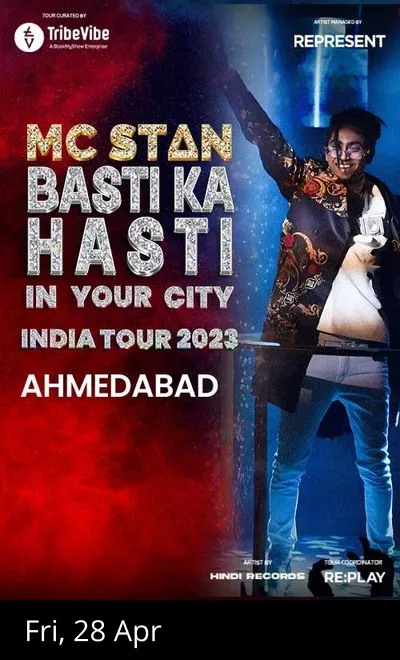 TOUR CURATED BY
TribeVibe
A BookMyShow Enterprise
ARTIST MANAGED BY
REPRESENT
MC STAN
BASTI KA
HASTI
IN YOUR CITY
INDIA TOUR 2023
AHMEDABAD
ARTIST BY
HINDI RECORDS
TOUR COORDINATOR
RE:PLAY
Fri, 28 Apr